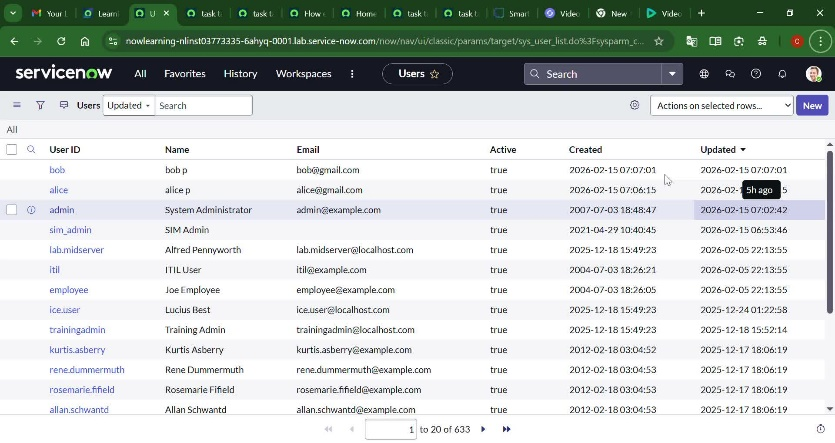 Your I
Learni
U
task t
task t
Flow e
Home
task t
task t
Smart
Video
New
Video
nowlearning-nlinst03773335-6ahyq-0001.lab.service-now.com/now/nav/ui/classic/params/target/sys_user_list.do%3Fsysparm_c...
C
servicenow
All Favorites History Workspaces
Users
Search
Users Updated Search Actions on selected rows... New
All
User ID Name Email Active Created Updated
bob bob p bob@gmail.com true 2026-02-15 07:07:01 2026-02-15 07:07:01
alice alice p alice@gmail.com true 2026-02-15 07:06:15 2026-02-1 5
5h ago
admin System Administrator admin@example.com true 2007-07-03 18:48:47 2026-02-15 07:02:42
sim_admin SIM Admin true 2021-04-29 10:40:45 2026-02-15 06:53:46
lab.midserver Alfred Pennyworth lab.midserver@localhost.com true 2025-12-18 15:49:23 2026-02-05 22:13:55
itil ITIL User itil@example.com true 2004-07-03 18:26:21 2026-02-05 22:13:55
employee Joe Employee employee@example.com true 2004-07-03 18:26:05 2026-02-05 22:13:55
ice.user Lucius Best ice.user@localhost.com true 2025-12-18 15:49:23 2025-12-24 01:22:58
trainingadmin Training Admin trainingadmin@localhost.com true 2025-12-18 15:49:23 2025-12-18 15:52:14
kurtis.asberry Kurtis Asberry kurtis.asberry@example.com true 2012-02-18 03:04:52 2025-12-17 18:06:19
rene.dummermuth Rene Dummermuth rene.dummermuth@example.com true 2012-02-18 03:04:53 2025-12-17 18:06:19
rosemarie.fifield Rosemarie Fifield rosemarie.fifield@example.com true 2012-02-18 03:04:53 2025-12-17 18:06:19
allan.schwantd Allan Schwantd allan.schwantd@example.com true 2012-02-18 03:04:53 2025-12-17 18:06:19
1 to 20 of 633